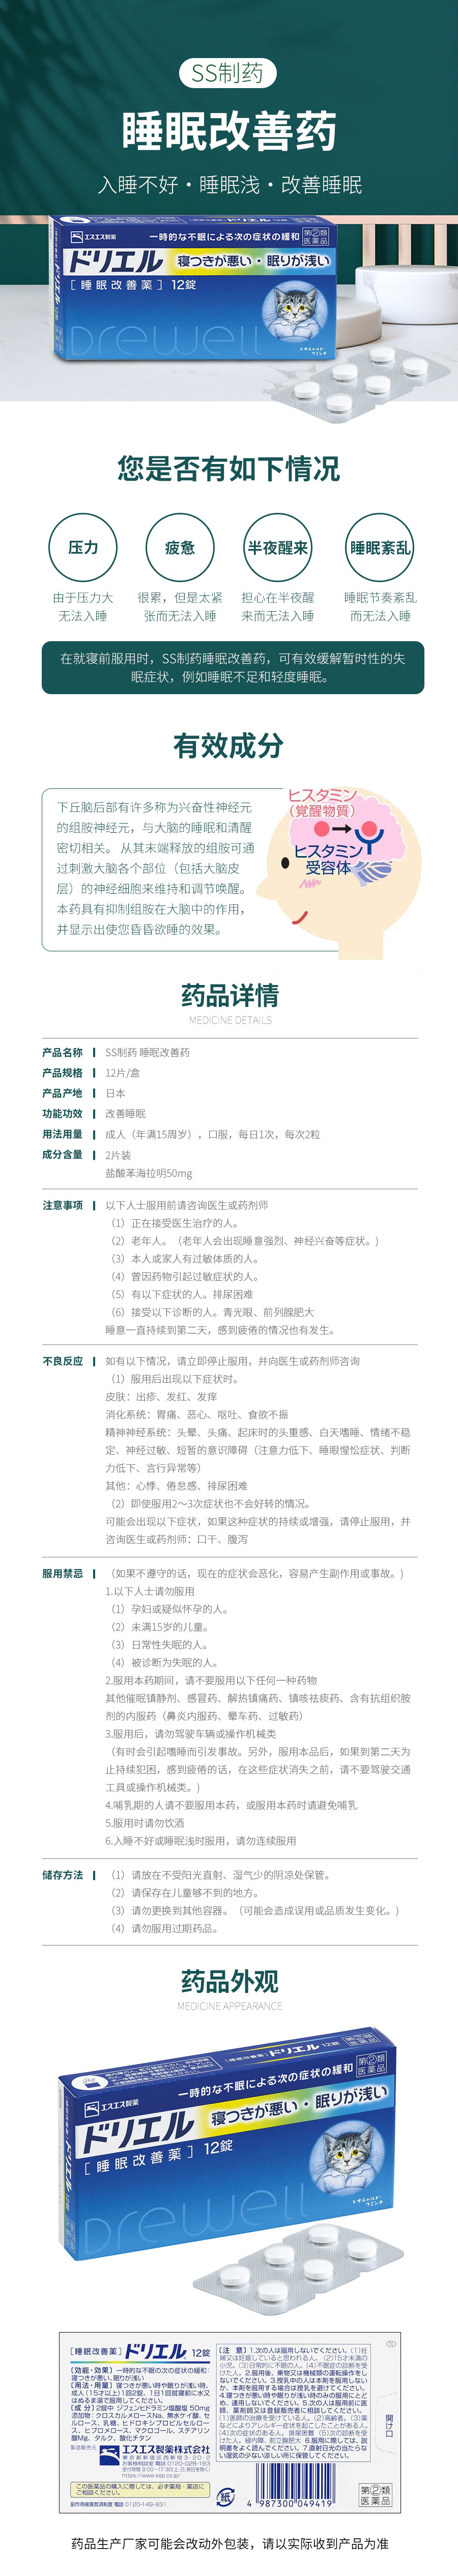 SS制药
睡眠改善药
入睡不好·睡眠浅·改善睡眠
エスエス製薬
一時的な不眠による次の症状の緩和
指定第②類
医薬品
ドリエル
寝つきが悪い・眠りが浅い
[睡眠改善薬] 12錠
Drewell
您是否有如下情况
压力
疲惫
半夜醒来
睡眠紊乱
由于压力大
无法入睡
很累，但是太紧
张而无法入睡
担心在半夜醒
来而无法入睡
睡眠节奏紊乱
而无法入睡
在就寝前服用时，SS制药睡眠改善药，可有效缓解暂时性的失
眠症状，例如睡眠不足和轻度睡眠。
有效成分
下丘脑后部有许多称为兴奋性神经元
的组胺神经元，与大脑的睡眠和清醒
密切相关。 从其末端释放的组胺可通
过刺激大脑各个部位（包括大脑皮
层）的神经细胞来维持和调节唤醒。
本药具有抑制组胺在大脑中的作用，
并显示出使您昏昏欲睡的效果。
ヒスタミン
（覚醒物質）
ヒスタミン
受容体
药品详情
MEDICINE DETAILS
产品名称 SS制药 睡眠改善药
产品规格 12片/盒
产品产地 日本
功能功效 改善睡眠
用法用量 成人（年满15周岁），口服，每日1次，每次2粒
成分含量 2片装
盐酸苯海拉明50mg
注意事项 以下人士服用前请咨询医生或药剂师
（1）正在接受医生治疗的人。
（2）老年人。（老年人会出现睡意强烈、神经兴奋等症状。)
（3）本人或家人有过敏体质的人。
（4）曾因药物引起过敏症状的人。
（5）有以下症状的人。排尿困难
（6）接受以下诊断的人。青光眼、前列腺肥大
睡意一直持续到第二天，感到疲倦的情况也有发生。
不良反应 如有以下情况，请立即停止服用，并向医生或药剂师咨询
（1）服用后出现以下症状时。
皮肤：出疹、发红、发痒
消化系统：胃痛、恶心、呕吐、食欲不振
精神神经系统：头晕、头痛、起床时的头重感、白天嗜睡、情绪不稳
定、神经过敏、短暂的意识障碍（注意力低下、睡眼惺忪症状、判断
力低下、言行异常等）
其他：心悸、倦怠感、排尿困难
（2）即使服用2～3次症状也不会好转的情况。
可能会出现以下症状，如果这种症状的持续或增强，请停止服用，并
咨询医生或药剂师：口干、腹泻
服用禁忌 （如果不遵守的话，现在的症状会恶化，容易产生副作用或事故。)
1.以下人士请勿服用
（1）孕妇或疑似怀孕的人。
（2）未满15岁的儿童。
（3）日常性失眠的人。
（4）被诊断为失眠的人。
2.服用本药期间，请不要服用以下任何一种药物
其他催眠镇静剂、感冒药、解热镇痛药、镇咳祛痰药、含有抗组织胺
剂的内服药（鼻炎内服药、晕车药、过敏药）
3.服用后，请勿驾驶车辆或操作机械类
（有时会引起嗜睡而引发事故。另外，服用本品后，如果到第二天为
止持续犯困，感到疲倦的话，在这些症状消失之前，请不要驾驶交通
工具或操作机械类。)
4.哺乳期的人请不要服用本药，或服用本药时请避免哺乳
5.服用时请勿饮酒
6.入睡不好或睡眠浅时服用，请勿连续服用
储存方法 （1）请放在不受阳光直射、湿气少的阴凉处保管。
（2）请保存在儿童够不到的地方。
（3）请勿更换到其他容器。（可能会造成误用或品质发生变化。)
（4）请勿服用过期药品。
药品外观
MEDICINE APPEARANCE
エスエス製薬
一時的な不眠による次の症状の緩和
指定第②類
医薬品
ドリエル
寝つきが悪い・眠りが浅い
[睡眠改善薬] 12錠
Drewell
[睡眠改善薬] ドリエル 12錠
エスエス製薬株式会社
副作用被害救済制度 電話 0120-149-931
紙
4 987300 049419
開け口
药品生产厂家可能会改动外包装，请以实际收到产品为准